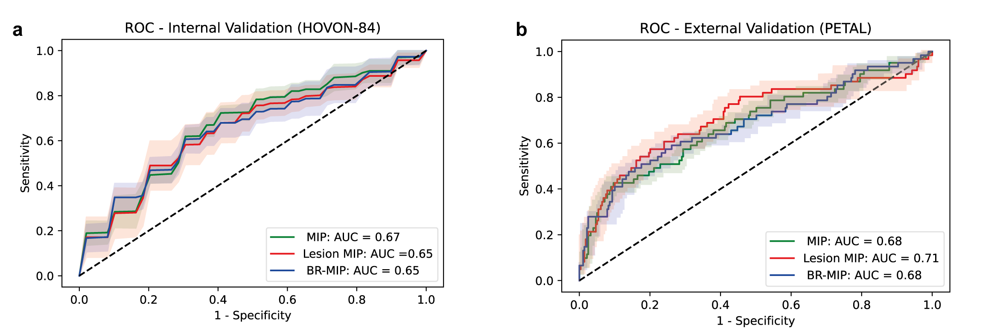 a
ROC - Internal Validation (HOVON-84)
Sensitivity
1.0
0.8
0.6
0.4
0.2
0.0
MIP: AUC = 0.67
Lesion MIP: AUC =0.65
BR-MIP: AUC = 0.65
0.0 0.2 0.4 0.6 0.8 1.0
1 - Specificity
b
ROC - External Validation (PETAL)
Sensitivity
1.0
0.8
0.6
0.4
0.2
0.0
MIP: AUC = 0.68
Lesion MIP: AUC = 0.71
BR-MIP: AUC = 0.68
0.0 0.2 0.4 0.6 0.8 1.0
1 - Specificity